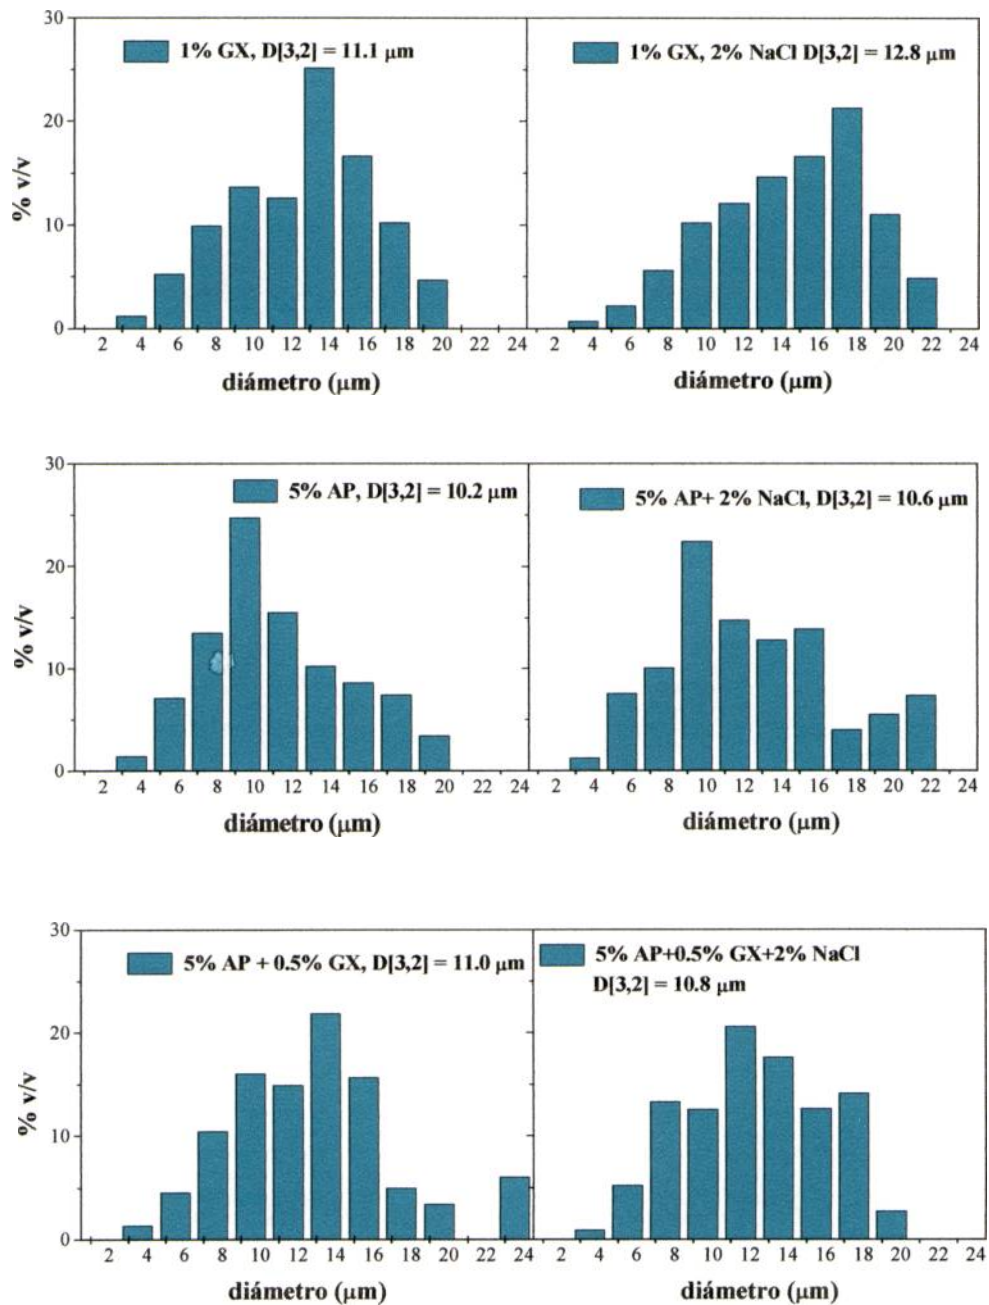 30
1% GX, D[3,2] = 11.1 μm
1% GX, 2% NaCl D[3,2] = 12.8 μm
20
% v/v
10
0
2 4 6 8 10 12 14 16 18 20 22 24
2 4 6 8 10 12 14 16 18 20 22 24
diámetro (μm)
diámetro (μm)
30
5% AP, D[3,2] = 10.2 μm
5% AP+ 2% NaCl, D[3,2] = 10.6 μm
20
% v/v
10
0
2 4 6 8 10 12 14 16 18 20 22 24
2 4 6 8 10 12 14 16 18 20 22 24
diámetro (μm)
diámetro (μm)
30
5% AP + 0.5% GX, D[3,2] = 11.0 μm
5% AP+0.5% GX+2% NaCl
D[3,2] = 10.8 μm
20
% v/v
10
0
2 4 6 8 10 12 14 16 18 20 22 24
2 4 6 8 10 12 14 16 18 20 22 24
diámetro (μm)
diámetro (μm)